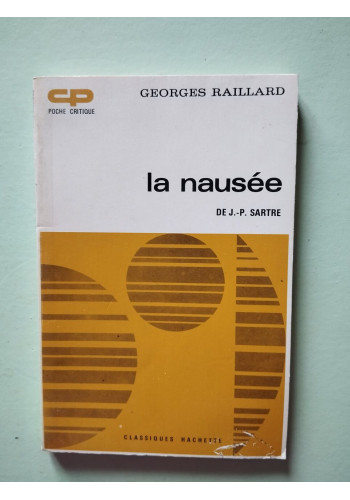 cp
POCHE CRITIQUE
GEORGES RAILLARD
la nausée
DE J.-P. SARTRE
CLASSIQUES HACHETTE